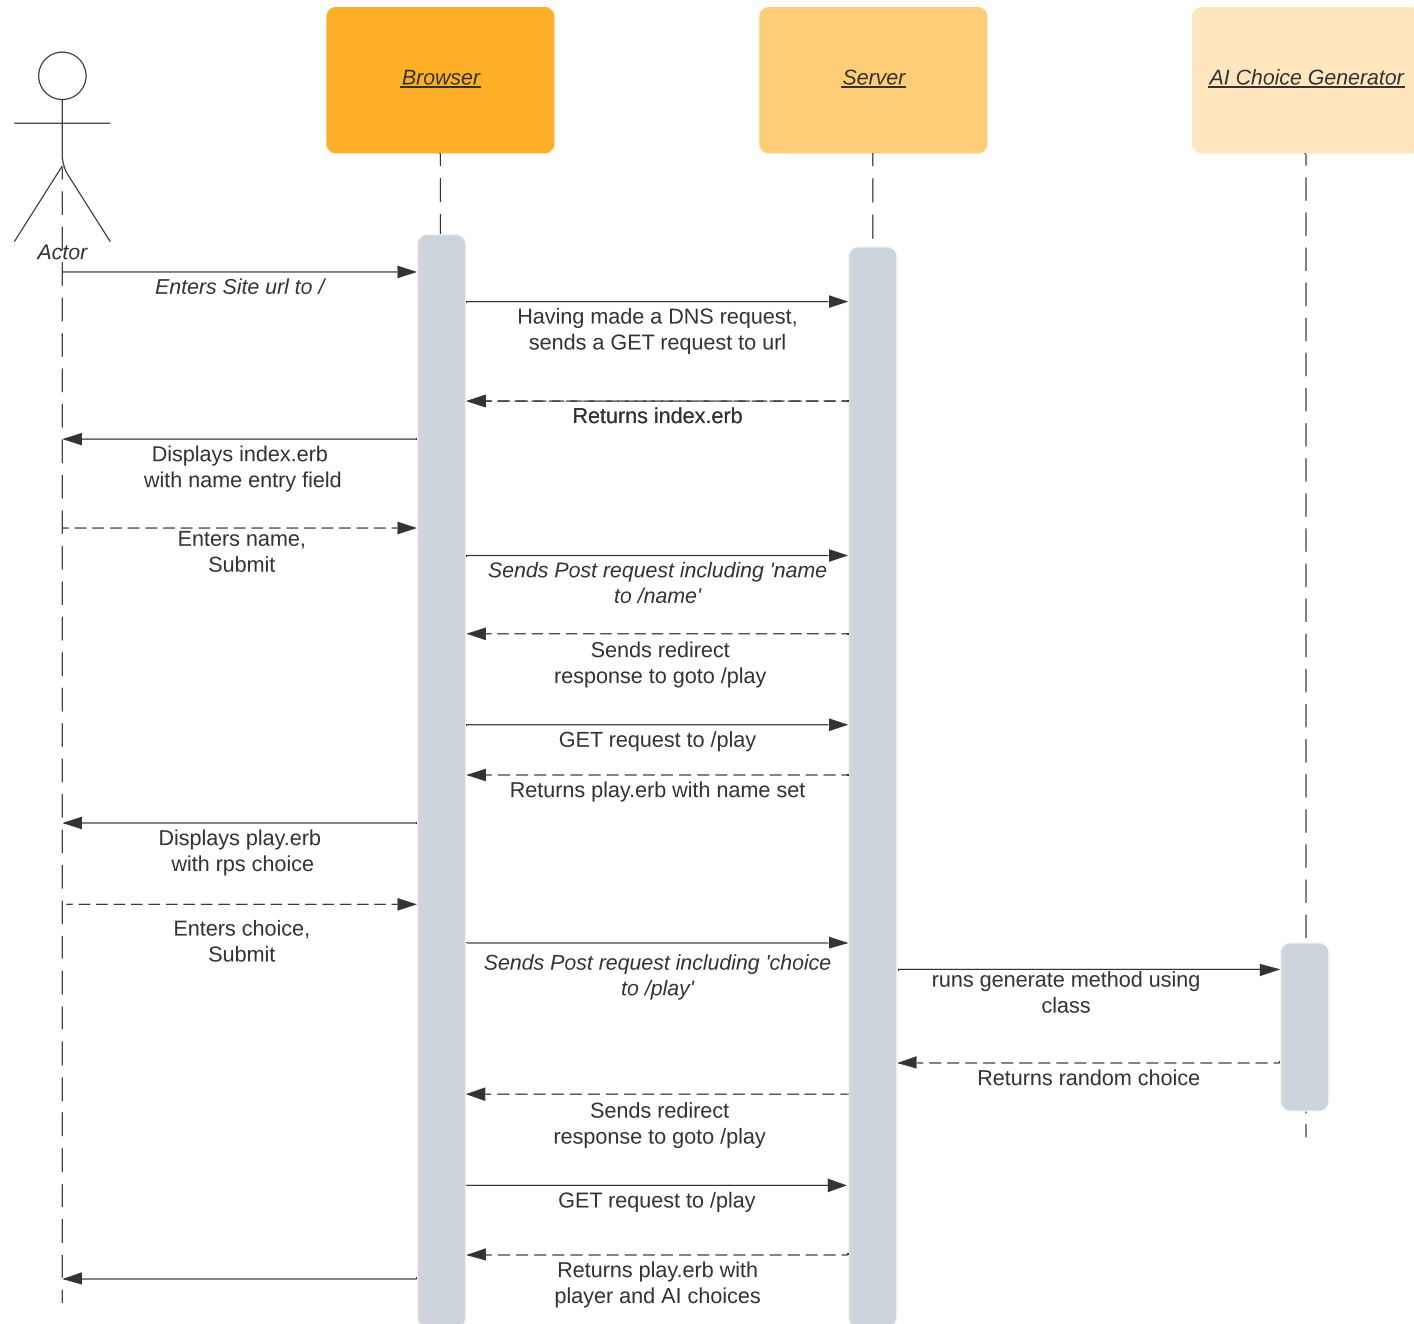 Browser
Server
AI Choice Generator
Actor
Enters Site url to /
Having made a DNS request,
sends a GET request to url
Returns index.erb
Displays index.erb
with name entry field
Enters name,
Submit
Sends Post request including 'name
to /name'
Sends redirect
response to goto /play
GET request to /play
Returns play.erb with name set
Displays play.erb
with rps choice
Enters choice,
Submit
Sends Post request including 'choice
to /play'
runs generate method using
class
Returns random choice
Sends redirect
response to goto /play
GET request to /play
Returns play.erb with
player and AI choices